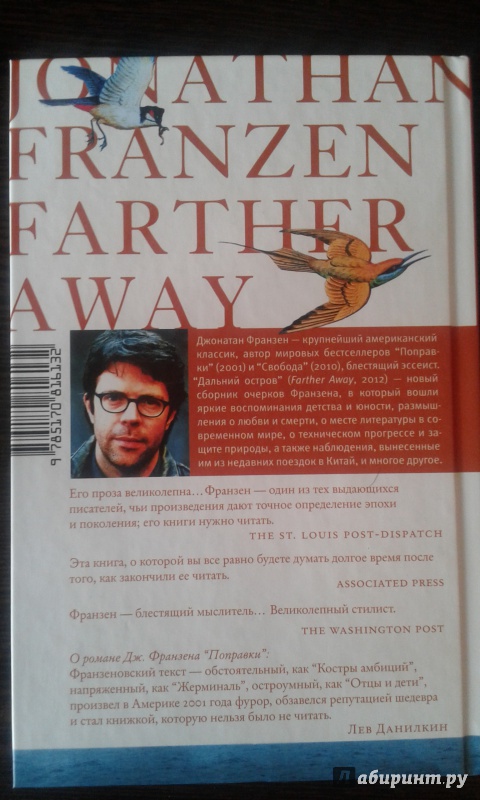 JONATHAN
FRANZEN
FARTHER
AWAY
Джонатан Франзен — крупнейший американский
классик, автор мировых бестселлеров "Поправ-
ки" (2001) и "Свобода" (2010), блестящий эссеист.
"Дальний остров" (Farther Away, 2012) — новый
сборник очерков Франзена, в который вошли
яркие воспоминания детства и юности, размыш-
ления о любви и смерти, о месте литературы в со-
временном мире, о техническом прогрессе и за-
щите природы, а также наблюдения, вынесенные
им из недавних поездок в Китай, и многое другое.
9 785170 816132
Его проза великолепна... Франзен — один из тех выдающихся
писателей, чьи произведения дают точное определение эпохи
и поколения; его книги нужно читать.
THE ST. LOUIS POST-DISPATCH
Эта книга, о которой вы все равно будете думать долгое время после
того, как закончили ее читать.
ASSOCIATED PRESS
Франзен — блестящий мыслитель... Великолепный стилист.
THE WASHINGTON POST
О романе Дж. Франзена "Поправки":
Франзеновский текст — обстоятельный, как "Костры амбиций",
напряженный, как "Жерминаль", остроумный, как "Отцы и дети",
произвел в Америке 2001 года фурор, обзавелся репутацией шедевра
и стал книжкой, которую нельзя было не читать.
Лев Данилкин
Лабиринт.ру